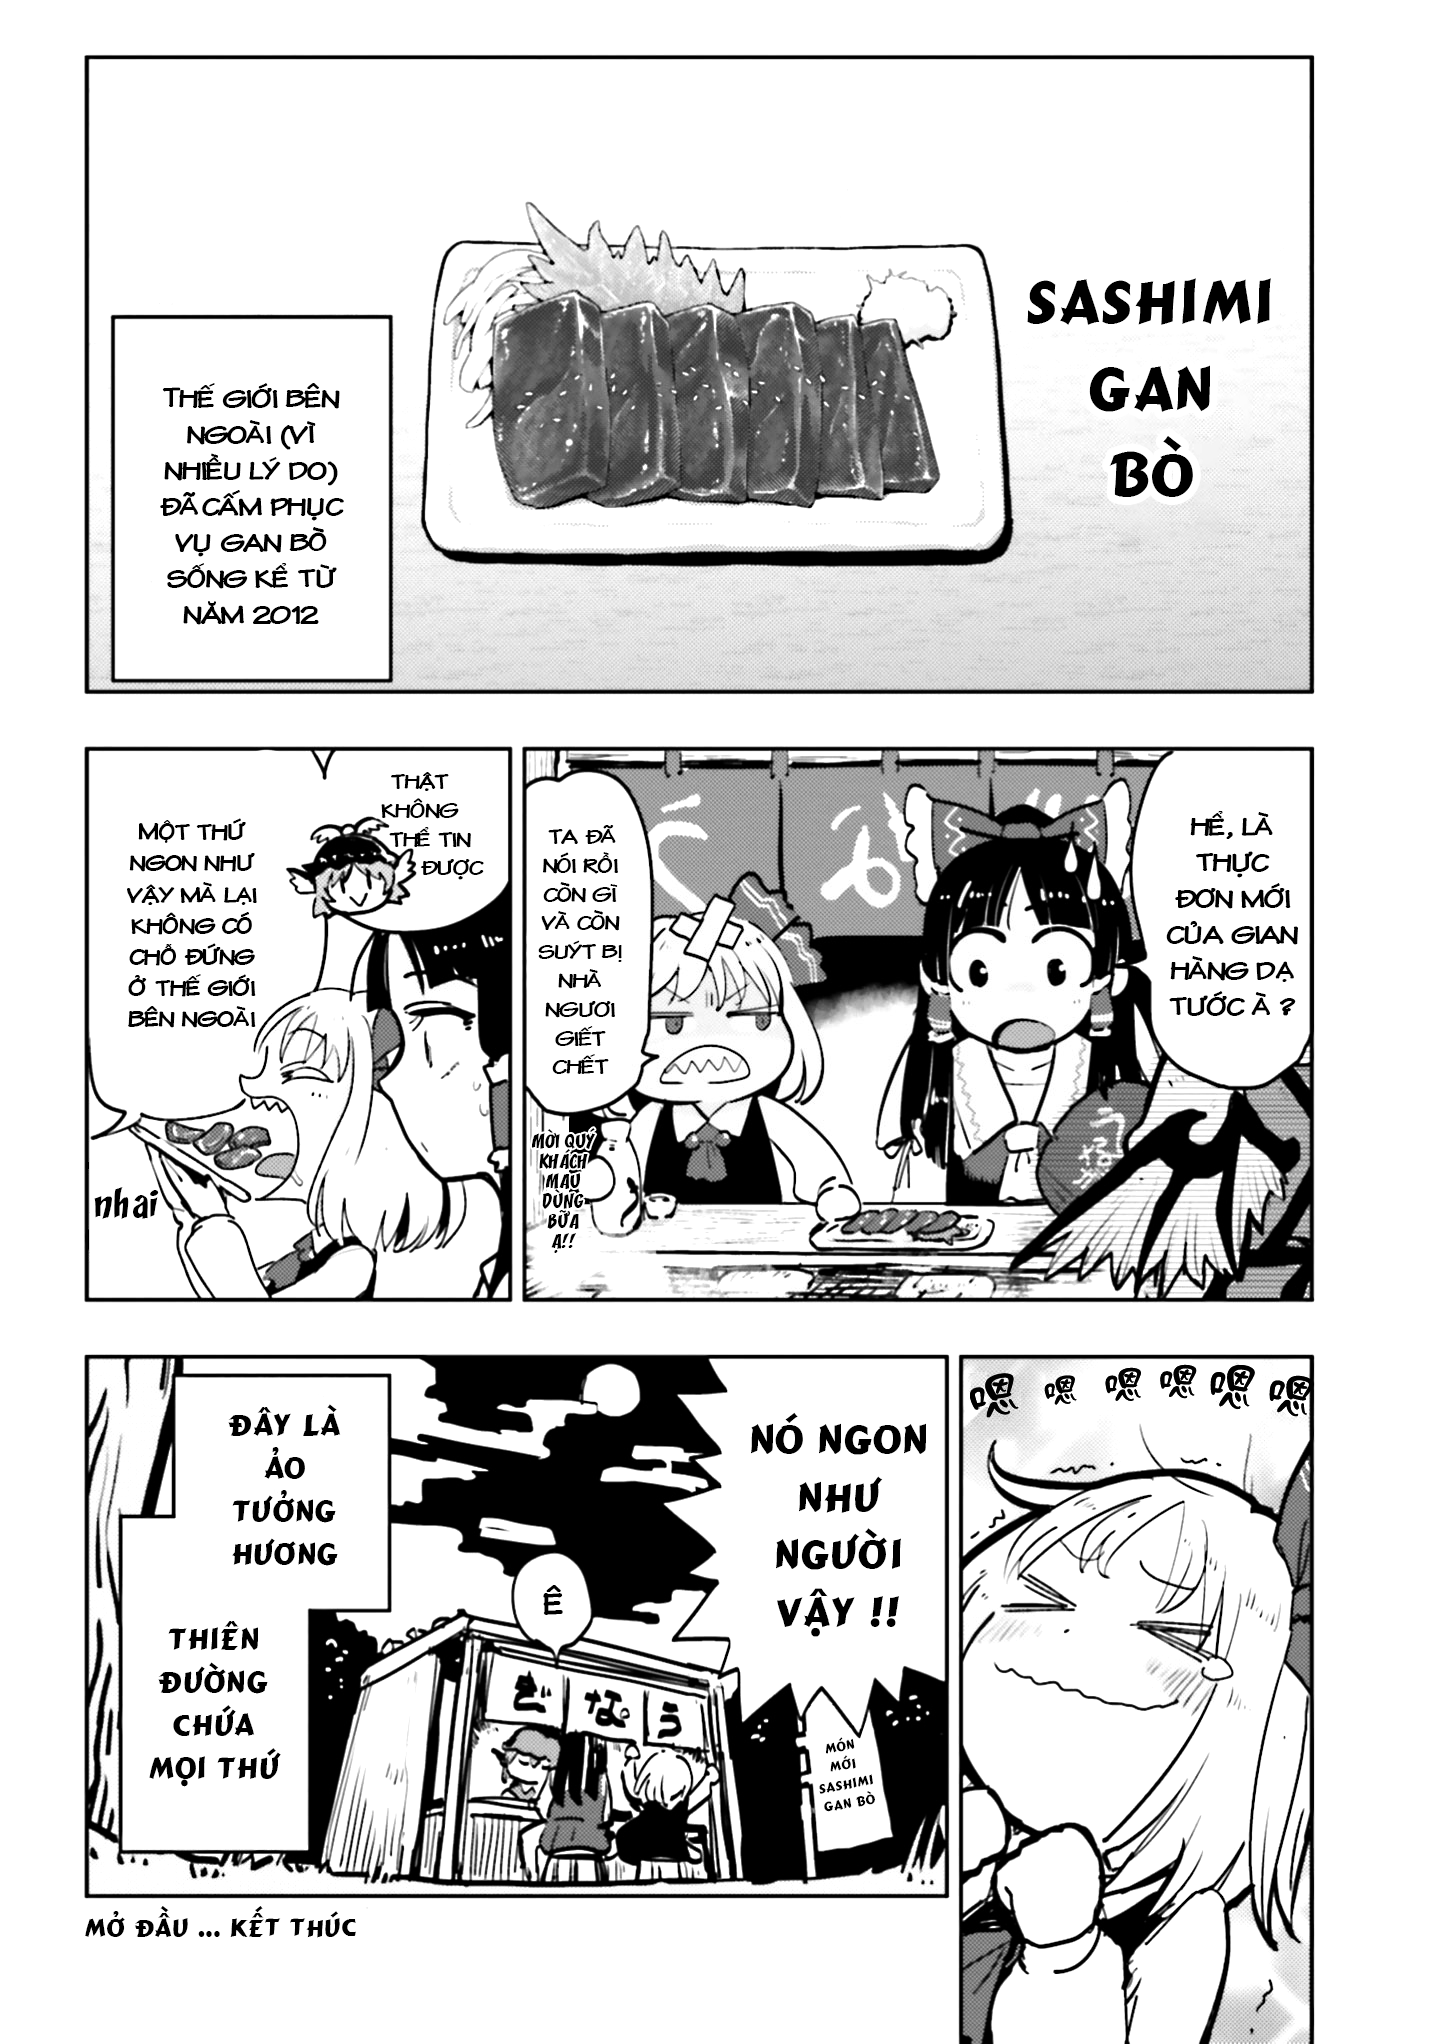 SASHIMI
GAN
BÒ
THẾ GIỚI BÊN
NGOÀI (VÌ
NHIỀU LÝ DO)
ĐÃ CẤM PHỤC
VỤ GAN BÒ
SỐNG KỂ TỪ
NĂM 2012
HỂ, LÀ
THỰC
ĐƠN MỚI
CỦA GIAN
HÀNG DẠ
TƯỚC À ?
TA ĐÃ
NÓI RỒI
CÒN GÌ
VÀ CÒN
SUÝT BỊ
NHÀ
NGƯƠI
GIẾT
CHẾT
MỜI QUÝ
KHÁCH
MAU
DÙNG
BỮA
Ạ!!
THẬT
KHÔNG
THỂ TIN
ĐƯỢC
MỘT THỨ
NGON NHƯ
VẬY MÀ LẠI
KHÔNG CÓ
CHỖ ĐỨNG
Ở THẾ GIỚI
BÊN NGOÀI
nhai
嗯 嗯 嗯 嗯 嗯 嗯
NÓ NGON
NHƯ
NGƯỜI
VẬY !!
Ê
ぎなう
MÓN
MỚI
SASHIMI
GAN BÒ
ĐÂY LÀ
ẢO
TƯỞNG
HƯƠNG
THIÊN
ĐƯỜNG
CHỨA
MỌI THỨ
MỞ ĐẦU ... KẾT THÚC